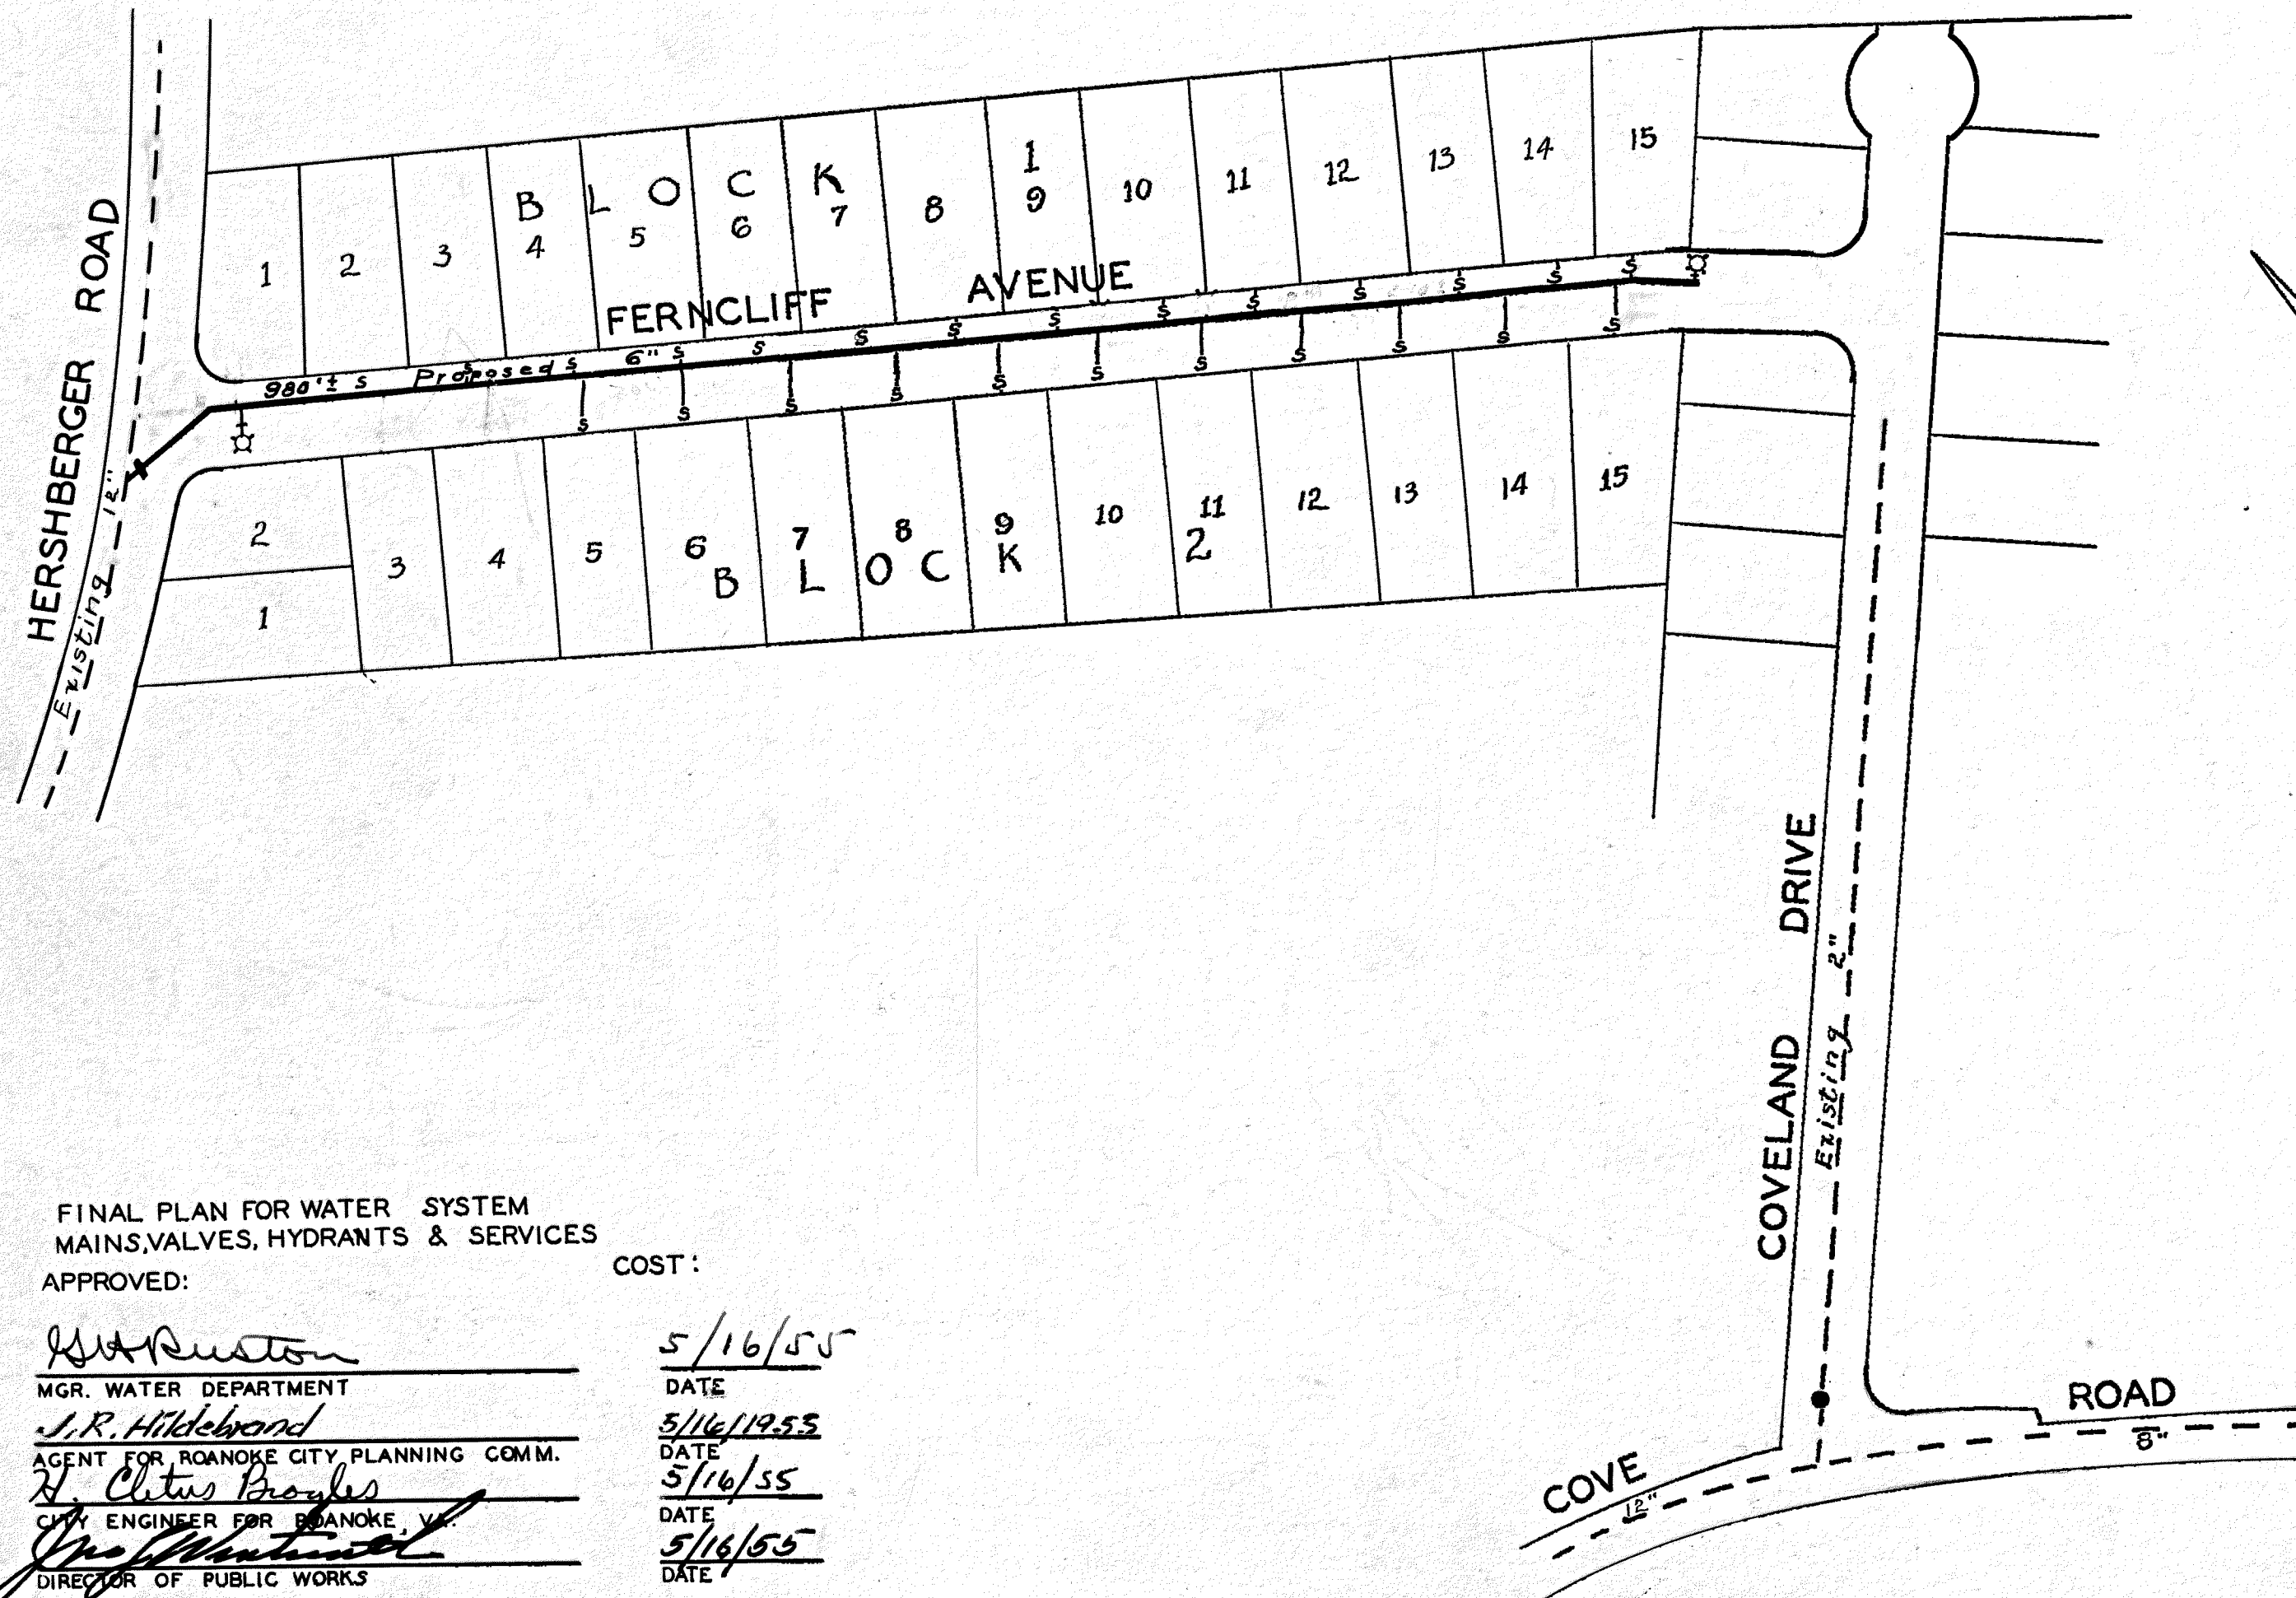 HERSHBERGER ROAD
Existing 12"
1 2 3 4 5 6 7 8 9 10 11 12 13 14 15
BLOCK 1
FERNCLIFF AVENUE
980'± Proposed 6"
S S S S S S S S S S S S S S
S S S S S S S S S S S
2 3 4 5 6 7 8 9 10 11 12 13 14 15
1
BLOCK 2
COVELAND DRIVE
Existing 2"
COVE ROAD
12" 8"
FINAL PLAN FOR WATER SYSTEM
MAINS, VALVES, HYDRANTS & SERVICES
COST:
APPROVED:
5/16/55
MGR. WATER DEPARTMENT DATE
J.R. Hildebrand 5/16/1955
AGENT FOR ROANOKE CITY PLANNING COMM. DATE
H. Cletus Broyles 5/16/55
CITY ENGINEER FOR ROANOKE, VA. DATE
5/16/55
DIRECTOR OF PUBLIC WORKS DATE